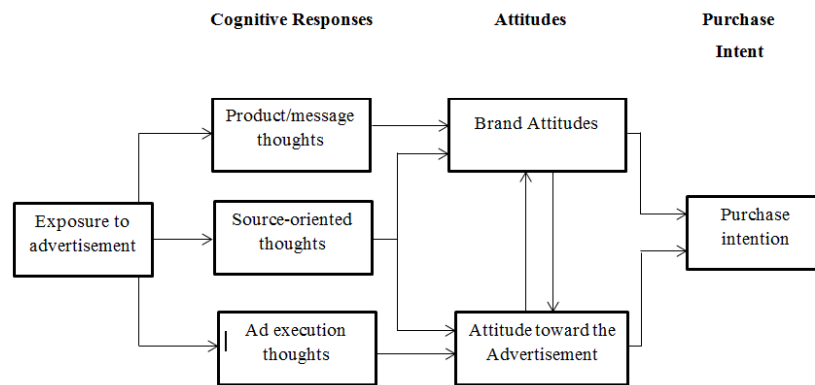 Cognitive Responses
Attitudes
Purchase
Intent
Product/message
thoughts
Brand Attitudes
Exposure to
advertisement
Source-oriented
thoughts
Purchase
intention
Ad execution
thoughts
Attitude toward the
Advertisement